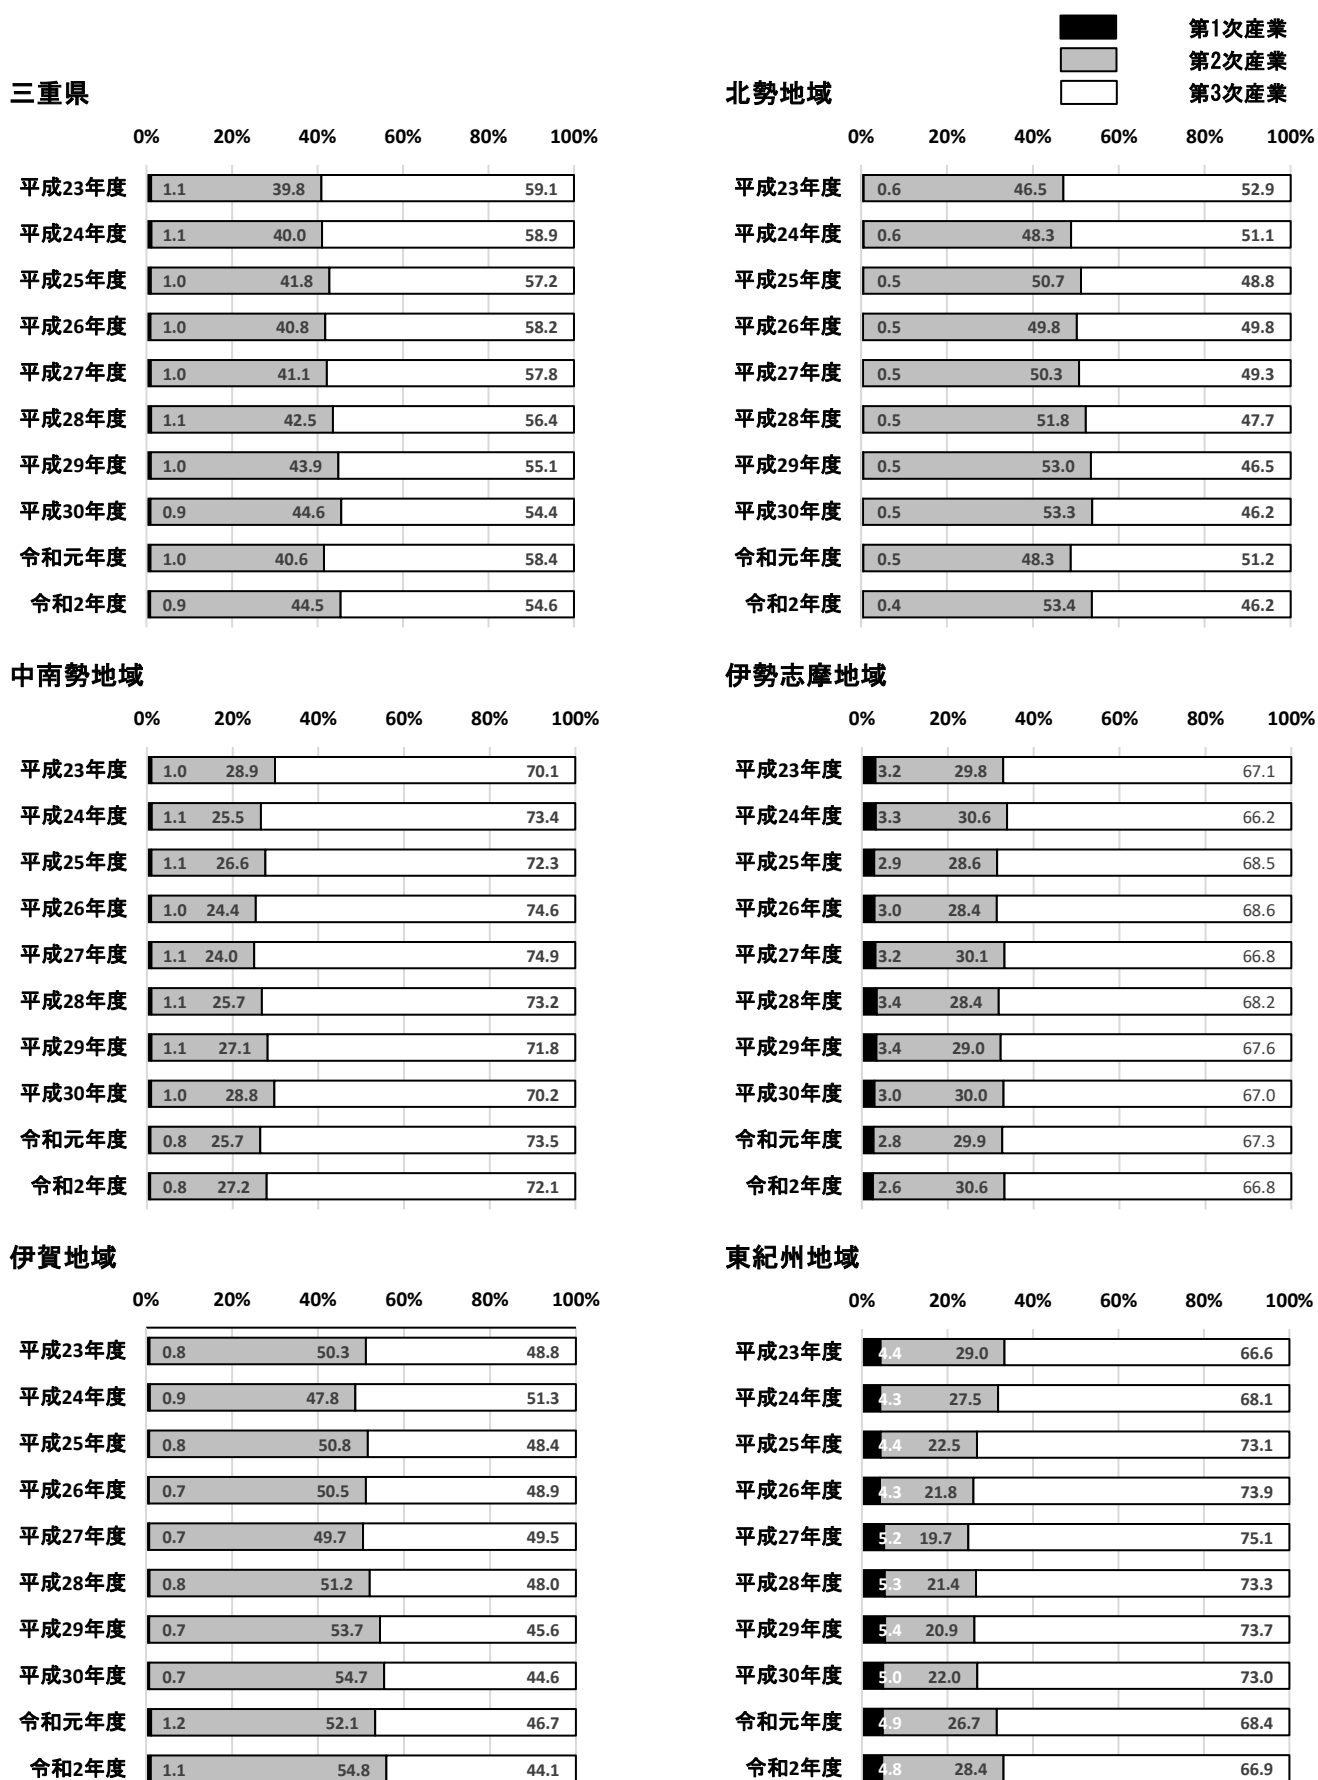 第1次産業
第2次産業
第3次産業
三重県
0% 20% 40% 60% 80% 100%
平成23年度 1.1 39.8 59.1
平成24年度 1.1 40.0 58.9
平成25年度 1.0 41.8 57.2
平成26年度 1.0 40.8 58.2
平成27年度 1.0 41.1 57.8
平成28年度 1.1 42.5 56.4
平成29年度 1.0 43.9 55.1
平成30年度 0.9 44.6 54.4
令和元年度 1.0 40.6 58.4
令和2年度 0.9 44.5 54.6
北勢地域
0% 20% 40% 60% 80% 100%
平成23年度 0.6 46.5 52.9
平成24年度 0.6 48.3 51.1
平成25年度 0.5 50.7 48.8
平成26年度 0.5 49.8 49.8
平成27年度 0.5 50.3 49.3
平成28年度 0.5 51.8 47.7
平成29年度 0.5 53.0 46.5
平成30年度 0.5 53.3 46.2
令和元年度 0.5 48.3 51.2
令和2年度 0.4 53.4 46.2
中南勢地域
0% 20% 40% 60% 80% 100%
平成23年度 1.0 28.9 70.1
平成24年度 1.1 25.5 73.4
平成25年度 1.1 26.6 72.3
平成26年度 1.0 24.4 74.6
平成27年度 1.1 24.0 74.9
平成28年度 1.1 25.7 73.2
平成29年度 1.1 27.1 71.8
平成30年度 1.0 28.8 70.2
令和元年度 0.8 25.7 73.5
令和2年度 0.8 27.2 72.1
伊勢志摩地域
0% 20% 40% 60% 80% 100%
平成23年度 3.2 29.8 67.1
平成24年度 3.3 30.6 66.2
平成25年度 2.9 28.6 68.5
平成26年度 3.0 28.4 68.6
平成27年度 3.2 30.1 66.8
平成28年度 3.4 28.4 68.2
平成29年度 3.4 29.0 67.6
平成30年度 3.0 30.0 67.0
令和元年度 2.8 29.9 67.3
令和2年度 2.6 30.6 66.8
伊賀地域
0% 20% 40% 60% 80% 100%
平成23年度 0.8 50.3 48.8
平成24年度 0.9 47.8 51.3
平成25年度 0.8 50.8 48.4
平成26年度 0.7 50.5 48.9
平成27年度 0.7 49.7 49.5
平成28年度 0.8 51.2 48.0
平成29年度 0.7 53.7 45.6
平成30年度 0.7 54.7 44.6
令和元年度 1.2 52.1 46.7
令和2年度 1.1 54.8 44.1
東紀州地域
0% 20% 40% 60% 80% 100%
平成23年度 4.4 29.0 66.6
平成24年度 4.3 27.5 68.1
平成25年度 4.4 22.5 73.1
平成26年度 4.3 21.8 73.9
平成27年度 5.2 19.7 75.1
平成28年度 5.3 21.4 73.3
平成29年度 5.4 20.9 73.7
平成30年度 5.0 22.0 73.0
令和元年度 4.9 26.7 68.4
令和2年度 4.8 28.4 66.9